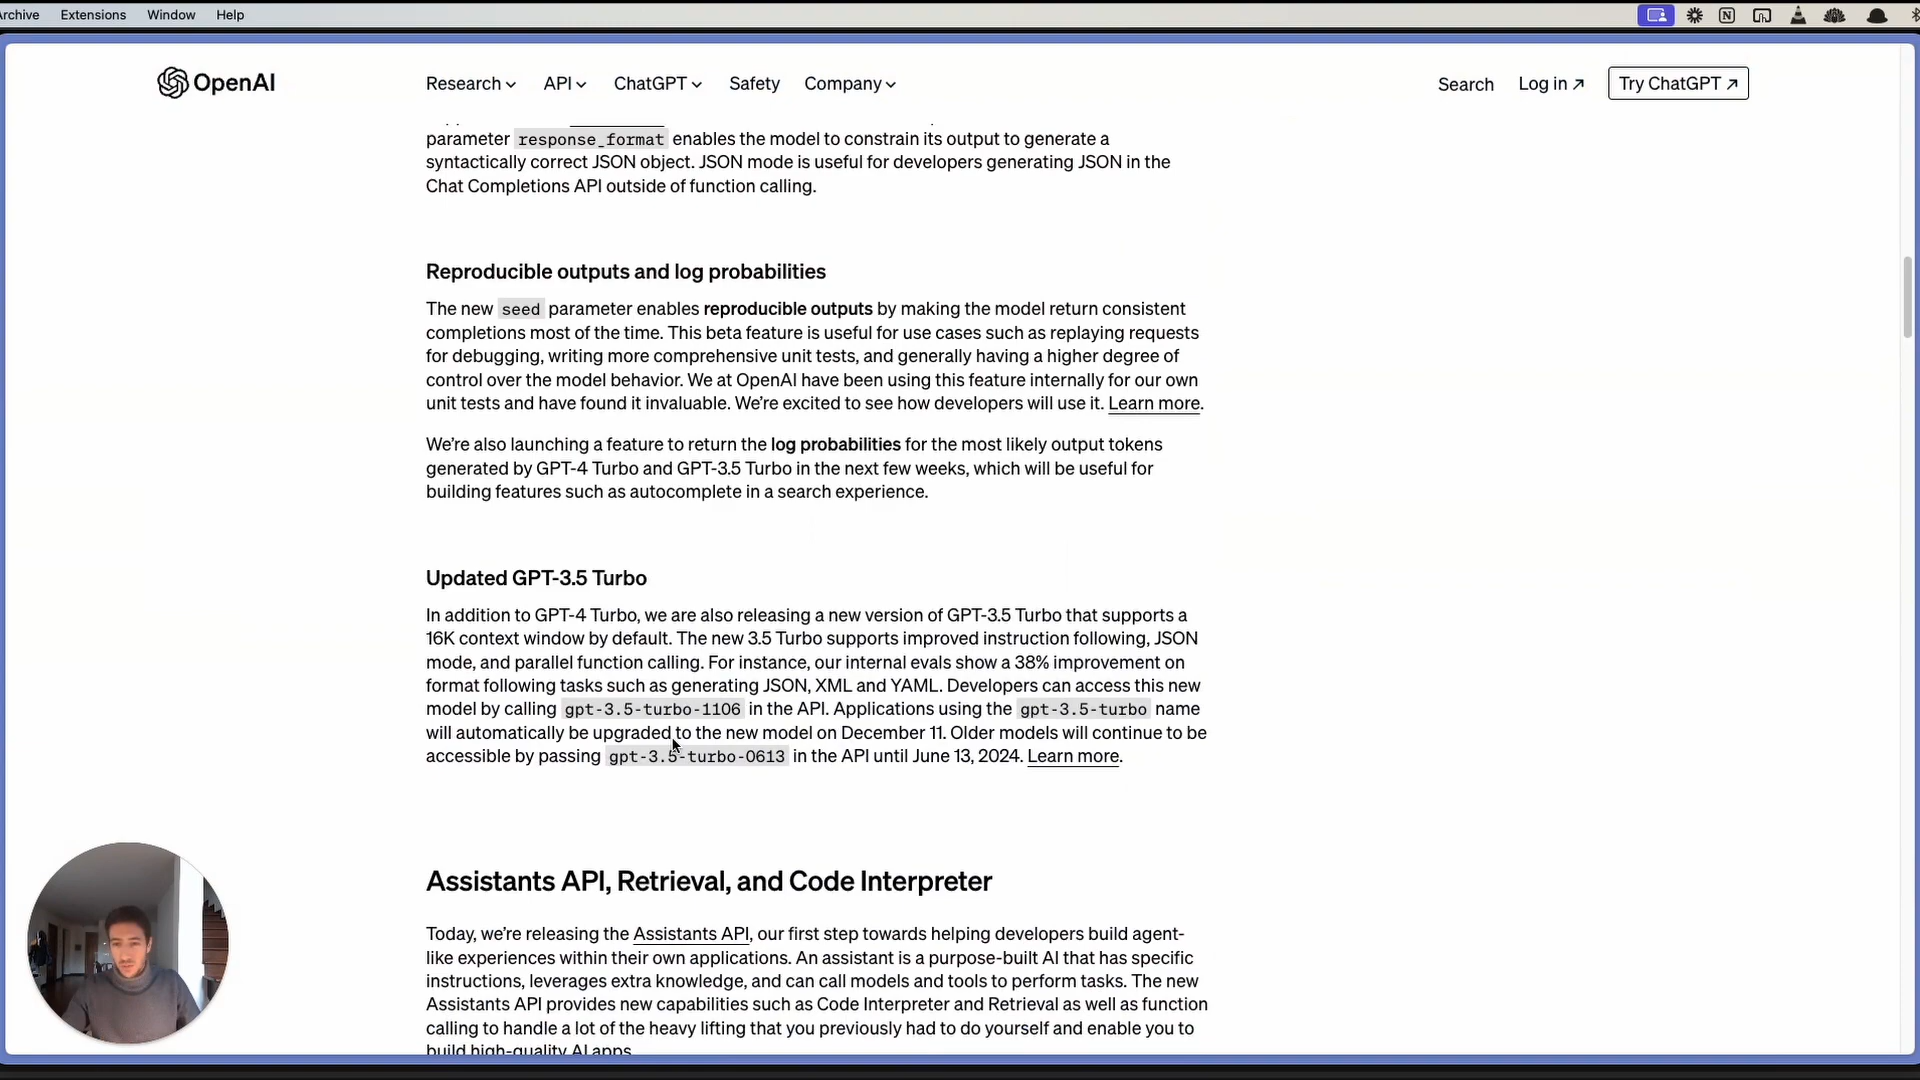 Archive Extensions Window Help
OpenAI Research API ChatGPT Safety Company Search Log in ↗ Try ChatGPT ↗
parameter response_format enables the model to constrain its output to generate a
syntactically correct JSON object. JSON mode is useful for developers generating JSON in the
Chat Completions API outside of function calling.
Reproducible outputs and log probabilities
The new seed parameter enables reproducible outputs by making the model return consistent
completions most of the time. This beta feature is useful for use cases such as replaying requests
for debugging, writing more comprehensive unit tests, and generally having a higher degree of
control over the model behavior. We at OpenAI have been using this feature internally for our own
unit tests and have found it invaluable. We’re excited to see how developers will use it. Learn more.
We’re also launching a feature to return the log probabilities for the most likely output tokens
generated by GPT-4 Turbo and GPT-3.5 Turbo in the next few weeks, which will be useful for
building features such as autocomplete in a search experience.
Updated GPT-3.5 Turbo
In addition to GPT-4 Turbo, we are also releasing a new version of GPT-3.5 Turbo that supports a
16K context window by default. The new 3.5 Turbo supports improved instruction following, JSON
mode, and parallel function calling. For instance, our internal evals show a 38% improvement on
format following tasks such as generating JSON, XML and YAML. Developers can access this new
model by calling gpt-3.5-turbo-1106 in the API. Applications using the gpt-3.5-turbo name
will automatically be upgraded to the new model on December 11. Older models will continue to be
accessible by passing gpt-3.5-turbo-0613 in the API until June 13, 2024. Learn more.
Assistants API, Retrieval, and Code Interpreter
Today, we’re releasing the Assistants API, our first step towards helping developers build agent-
like experiences within their own applications. An assistant is a purpose-built AI that has specific
instructions, leverages extra knowledge, and can call models and tools to perform tasks. The new
Assistants API provides new capabilities such as Code Interpreter and Retrieval as well as function
calling to handle a lot of the heavy lifting that you previously had to do yourself and enable you to
build high-quality AI apps.